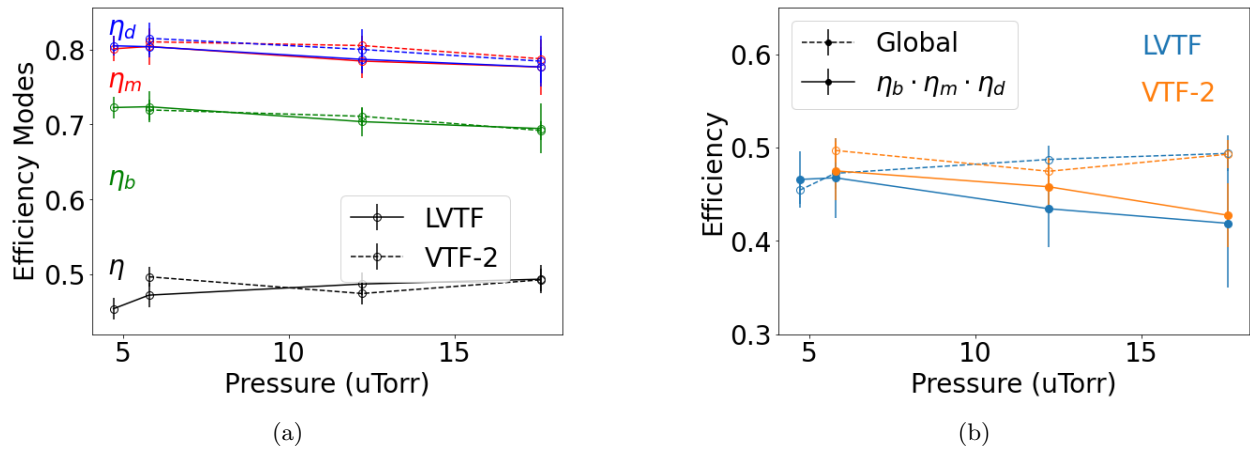 η_d
0.8
η_m
0.7
η_b
0.6
LVTF
VTF-2
η
0.5
5
10
15
Efficiency Modes
Pressure (uTorr)
(a)
0.6
Global
η_b · η_m · η_d
LVTF
VTF-2
0.5
0.4
0.3
5
10
15
Efficiency
Pressure (uTorr)
(b)